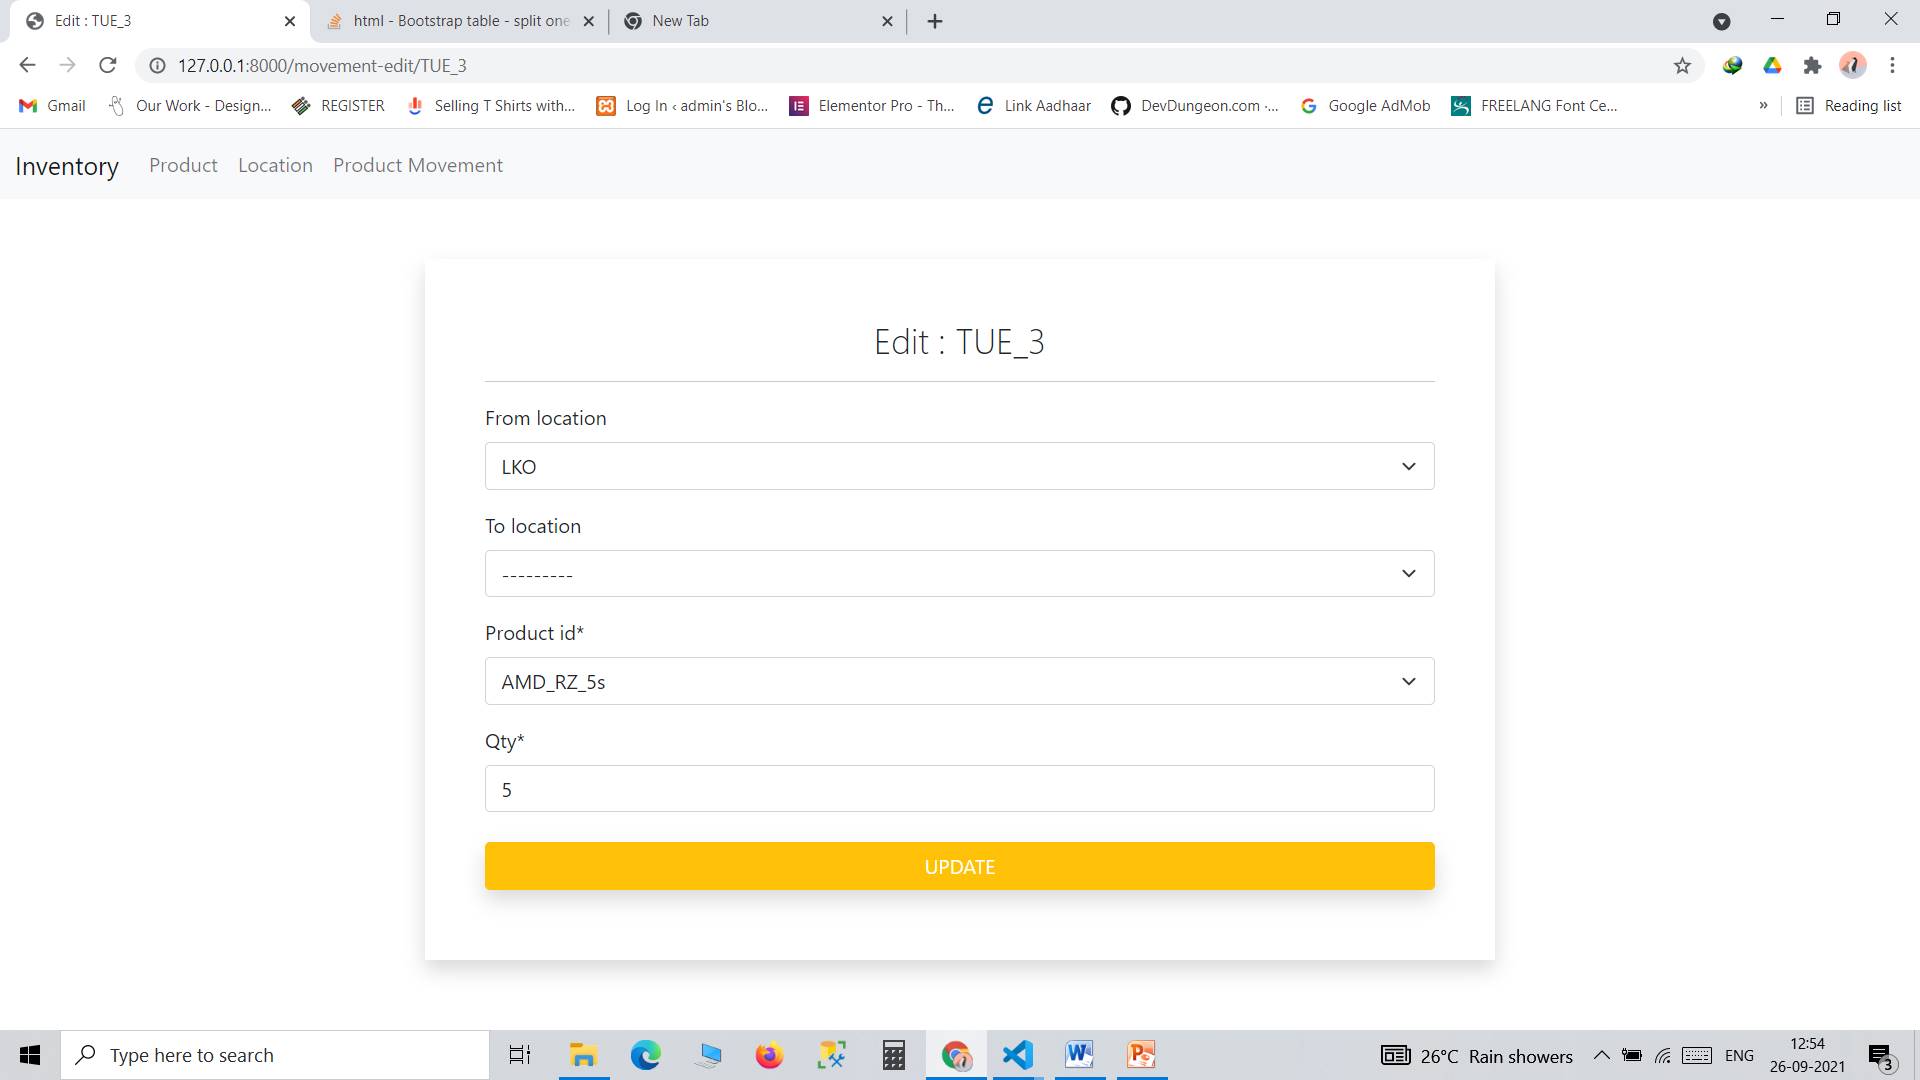 Edit : TUE_3
html - Bootstrap table - split one
New Tab
127.0.0.1:8000/movement-edit/TUE_3
Gmail
Our Work - Design...
REGISTER
Selling T Shirts with...
Log In ‹ admin's Blo...
Elementor Pro - Th...
Link Aadhaar
DevDungeon.com ·...
Google AdMob
FREELANG Font Ce...
»
Reading list
Inventory Product Location Product Movement
Edit : TUE_3
From location
LKO
To location
---------
Product id*
AMD_RZ_5s
Qty*
5
UPDATE
Type here to search
26°C Rain showers
ENG
12:54
26-09-2021
3